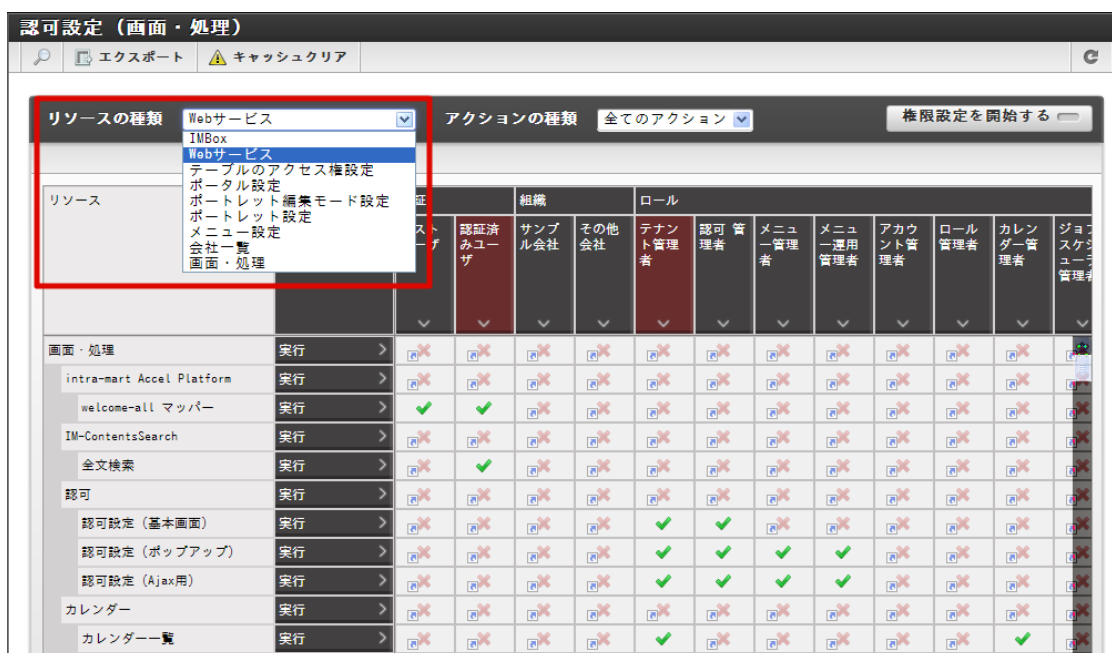 認可設定（画面・処理）
エクスポート キャッシュクリア
リソースの種類 Webサービス アクションの種類 全てのアクション 権限設定を開始する
IMBox
Webサービス
テーブルのアクセス権設定
ポータル設定
ポートレット編集モード設定
ポートレット設定
メニュー設定
会社一覧
画面・処理
リソース 証 組織 ロール
認証済みユーザ サンプル会社 その他会社 テナント管理者 認可 管理者 メニュー管理者 メニュー運用管理者 アカウント管理者 ロール管理者 カレンダー管理者
画面・処理 実行
intra-mart Accel Platform 実行
welcome-all マッパー 実行
IM-ContentsSearch 実行
全文検索 実行
認可 実行
認可設定（基本画面） 実行
認可設定（ポップアップ） 実行
認可設定（Ajax用） 実行
カレンダー 実行
カレンダー一覧 実行